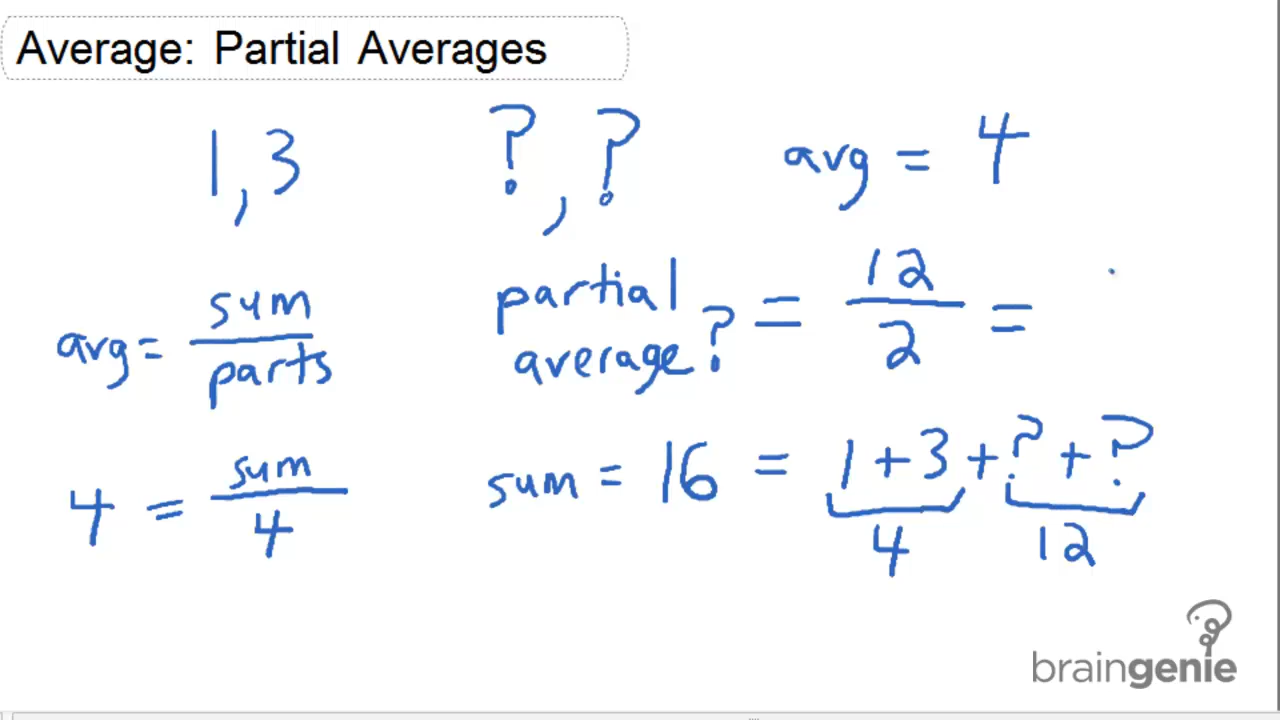 Average: Partial Averages
1, 3 ?, ? avg = 4
avg = sum/parts
partial average? = 12/2 =
4 = sum/4
sum = 16 = 1 + 3 + ? + ?
4 12
braingenie